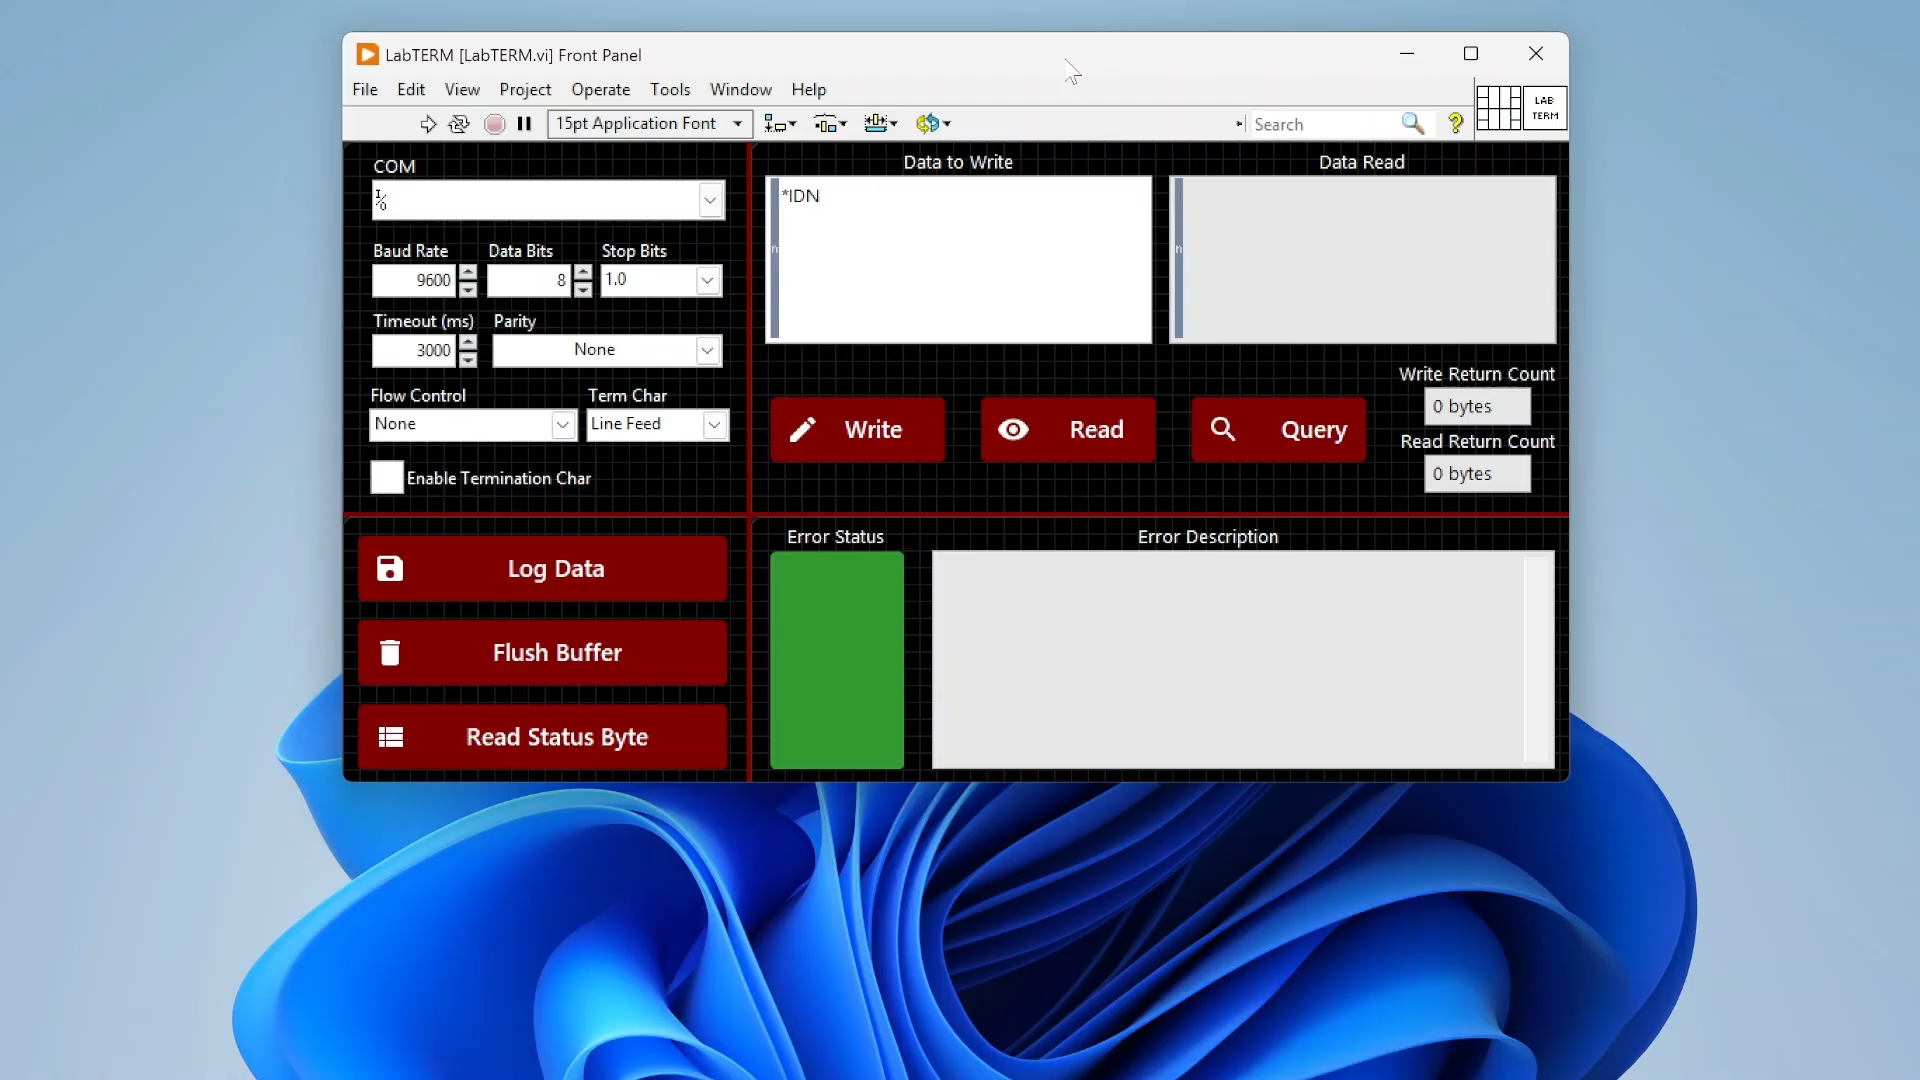 LabTERM [LabTERM.vi] Front Panel
File Edit View Project Operate Tools Window Help
15pt Application Font
Search
?
LAB
TERM
COM
I/O
Baud Rate Data Bits Stop Bits
9600 8 1.0
Timeout (ms) Parity
3000 None
Flow Control Term Char
None Line Feed
Enable Termination Char
Data to Write Data Read
*IDN
n n
Write Return Count
0 bytes
Write Read Query
Read Return Count
0 bytes
Log Data
Flush Buffer
Read Status Byte
Error Status Error Description